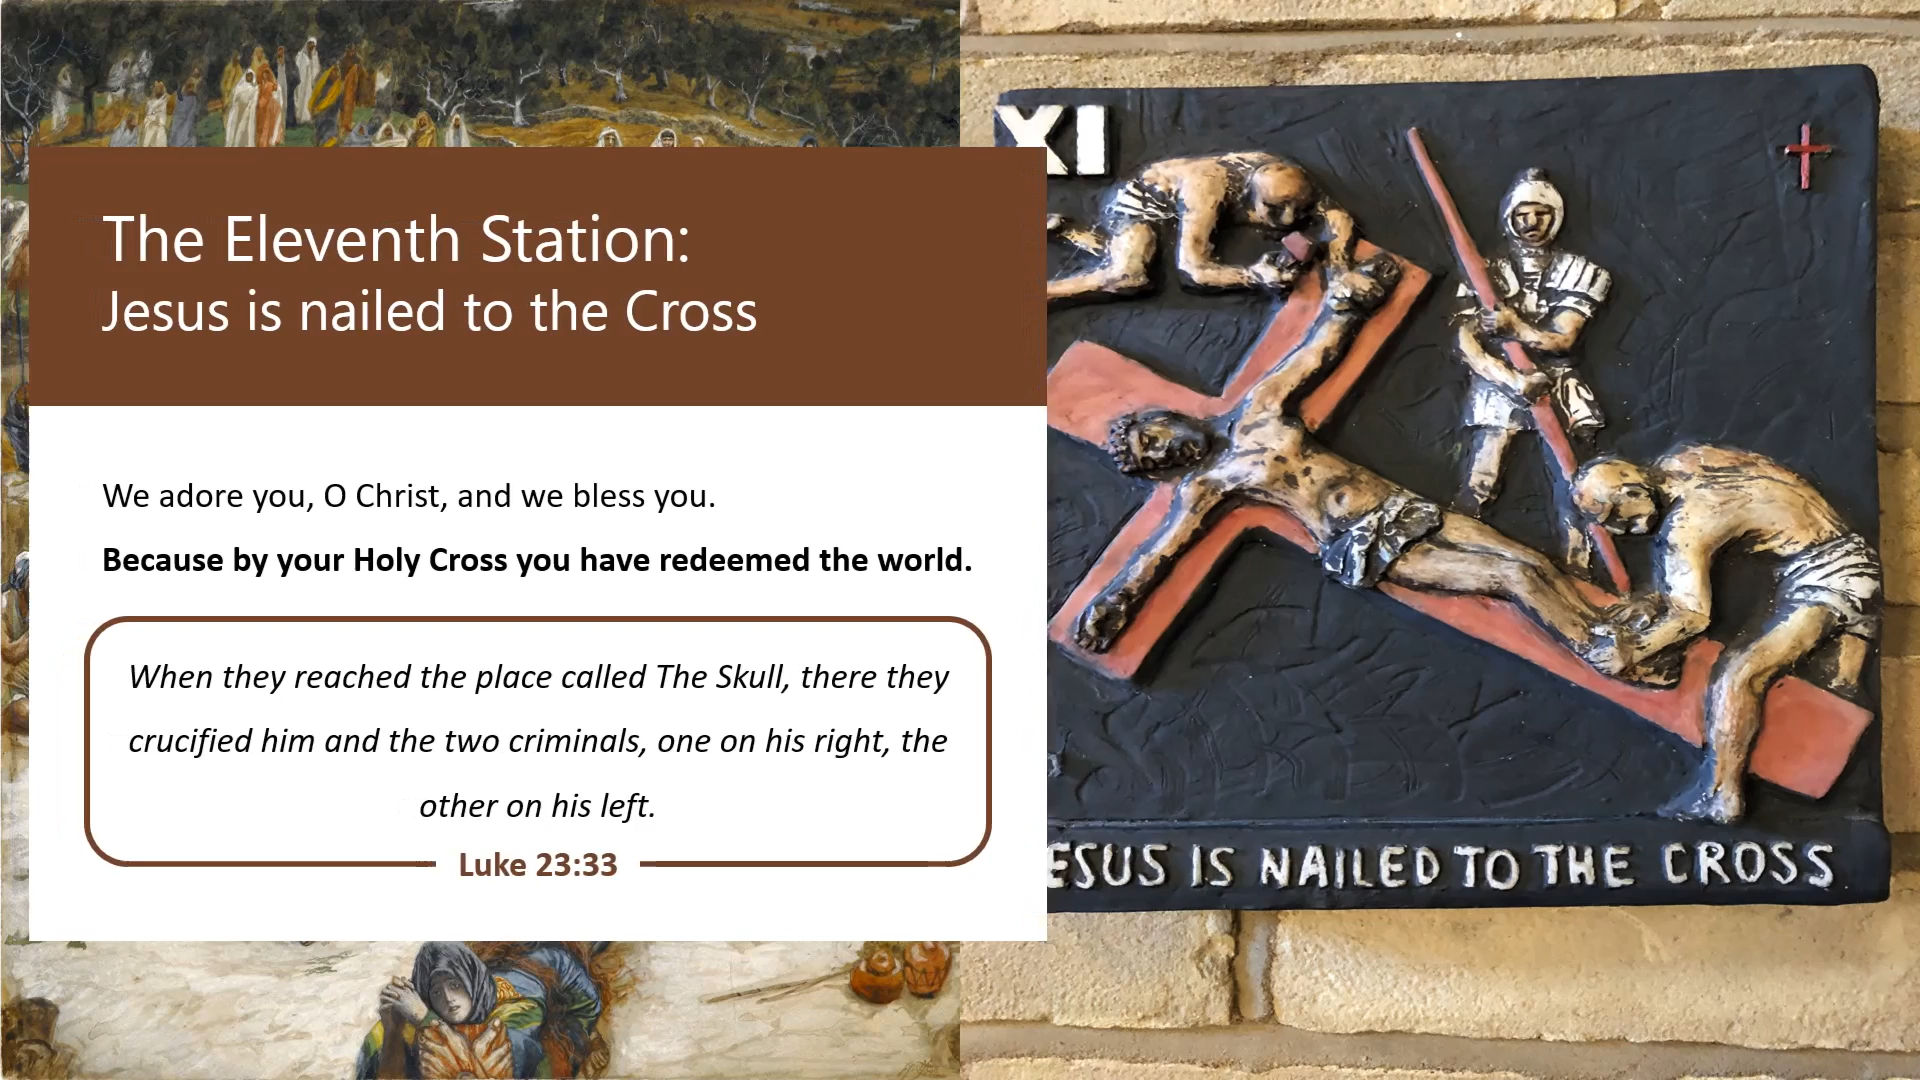 The Eleventh Station:
Jesus is nailed to the Cross
We adore you, O Christ, and we bless you.
Because by your Holy Cross you have redeemed the world.
When they reached the place called The Skull, there they
crucified him and the two criminals, one on his right, the
other on his left.
Luke 23:33
XI
ESUS IS NAILED TO THE CROSS